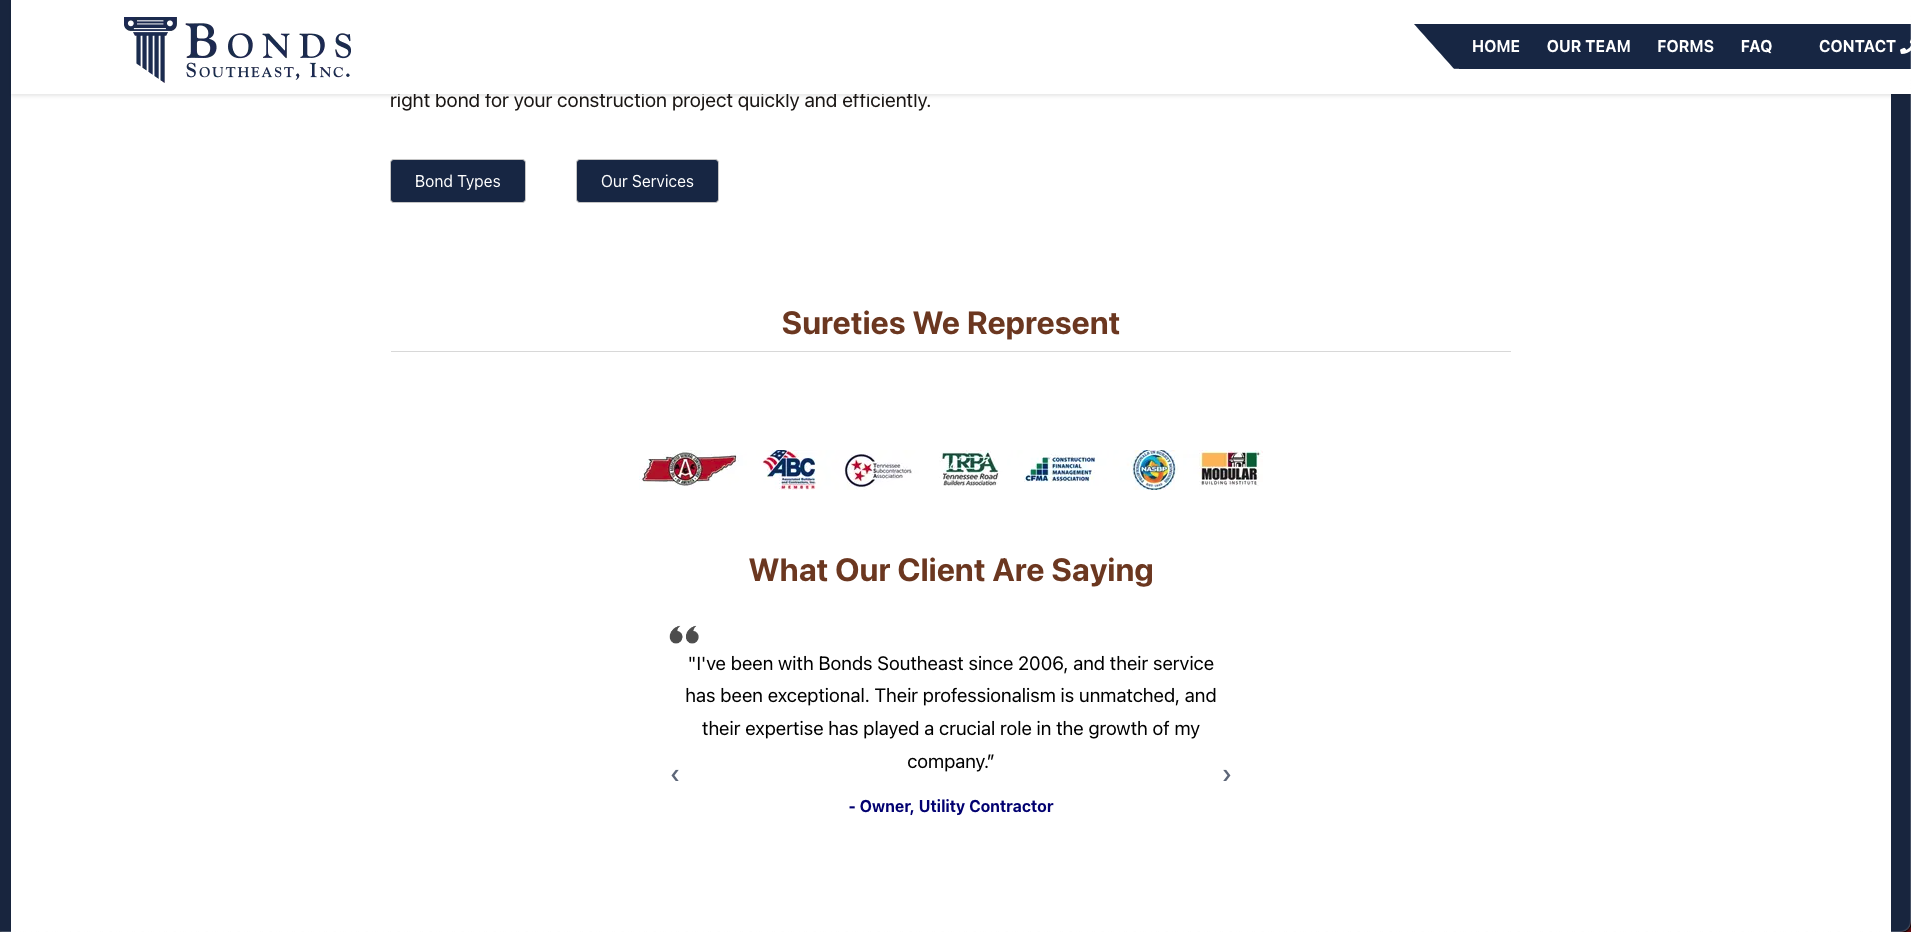 BONDS
SOUTHEAST, INC.
HOME OUR TEAM FORMS FAQ CONTACT
right bond for your construction project quickly and efficiently.
Bond Types Our Services
Sureties We Represent
A
ABC
MEMBER
Tennessee
Subcontractors
Association
TRBA
Tennessee Road
Builders Association
CFMA
CONSTRUCTION
FINANCIAL
MANAGEMENT
ASSOCIATION
NASBP
MODULAR
BUILDING INSTITUTE
What Our Client Are Saying
"I've been with Bonds Southeast since 2006, and their service
has been exceptional. Their professionalism is unmatched, and
their expertise has played a crucial role in the growth of my
company.”
- Owner, Utility Contractor